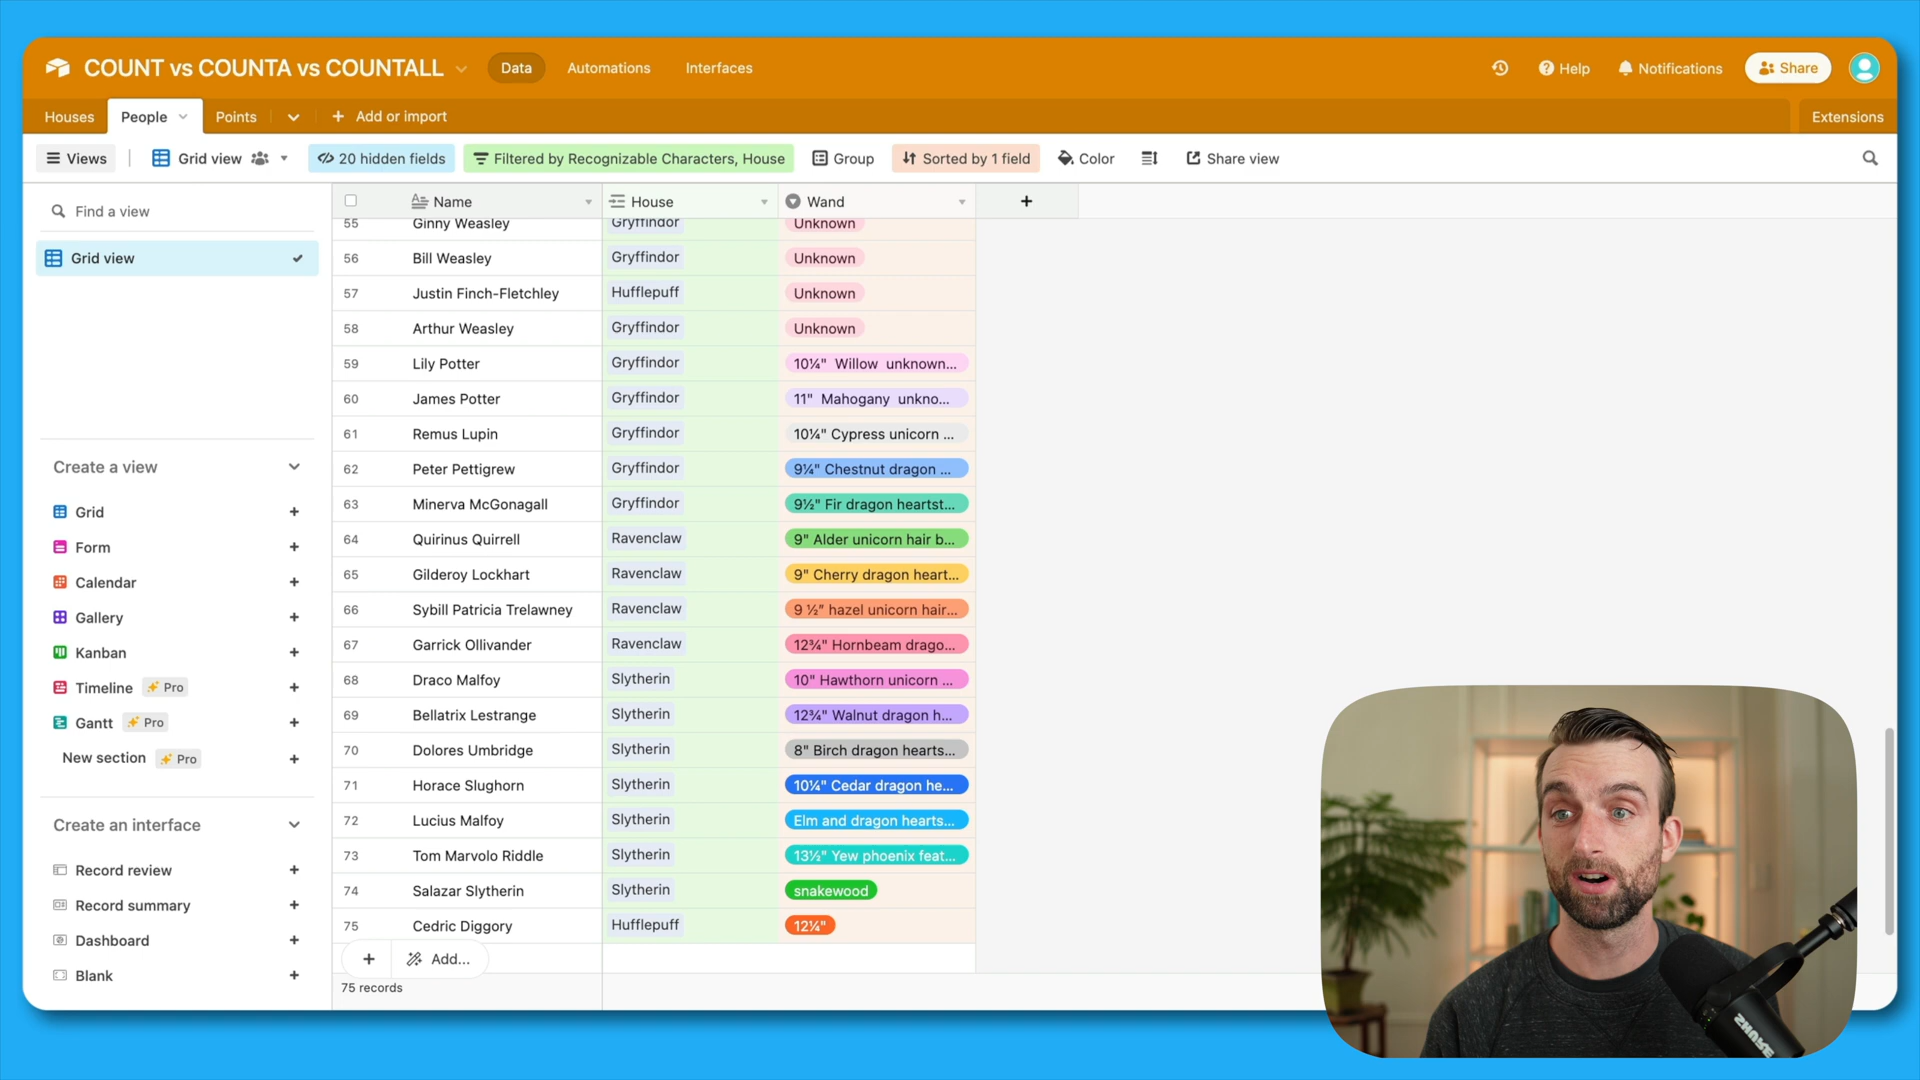 COUNT vs COUNTA vs COUNTALL
Data
Automations
Interfaces
Help
Notifications
Share
Houses
People
Points
Add or import
Extensions
Views
Grid view
20 hidden fields
Filtered by Recognizable Characters, House
Group
Sorted by 1 field
Color
Share view
Find a view
Grid view
Create a view
Grid
Form
Calendar
Gallery
Kanban
Timeline Pro
Gantt Pro
New section Pro
Create an interface
Record review
Record summary
Dashboard
Blank
Name House Wand
55 Ginny Weasley Gryffindor Unknown
56 Bill Weasley Gryffindor Unknown
57 Justin Finch-Fletchley Hufflepuff Unknown
58 Arthur Weasley Gryffindor Unknown
59 Lily Potter Gryffindor 10¼" Willow unknown...
60 James Potter Gryffindor 11" Mahogany unkno...
61 Remus Lupin Gryffindor 10¼" Cypress unicorn ...
62 Peter Pettigrew Gryffindor 9¼" Chestnut dragon ...
63 Minerva McGonagall Gryffindor 9½" Fir dragon heartst...
64 Quirinus Quirrell Ravenclaw 9" Alder unicorn hair b...
65 Gilderoy Lockhart Ravenclaw 9" Cherry dragon heart...
66 Sybill Patricia Trelawney Ravenclaw 9 ½" hazel unicorn hair...
67 Garrick Ollivander Ravenclaw 12¾" Hornbeam drago...
68 Draco Malfoy Slytherin 10" Hawthorn unicorn ...
69 Bellatrix Lestrange Slytherin 12¾" Walnut dragon h...
70 Dolores Umbridge Slytherin 8" Birch dragon hearts...
71 Horace Slughorn Slytherin 10¼" Cedar dragon he...
72 Lucius Malfoy Slytherin Elm and dragon hearts...
73 Tom Marvolo Riddle Slytherin 13½" Yew phoenix feat...
74 Salazar Slytherin Slytherin snakewood
75 Cedric Diggory Hufflepuff 12¼"
Add...
75 records
SHURE